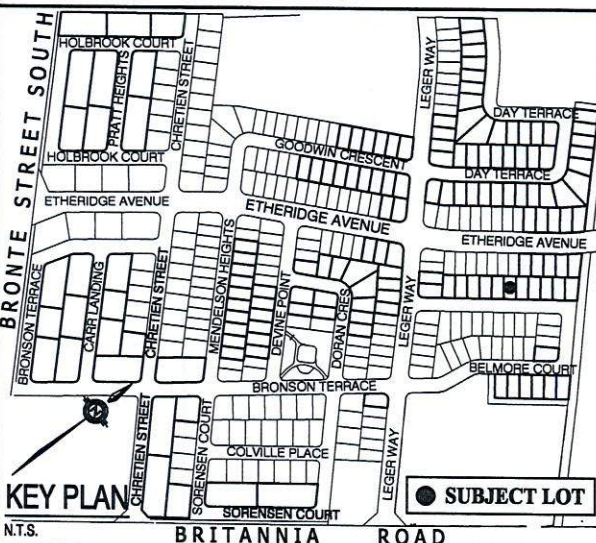 HOLBROOK COURT
BRONTE STREET SOUTH
PRATT HEIGHTS
CHRETIEN STREET
LEGER WAY
DAY TERRACE
GOODWIN CRESCENT
HOLBROOK COURT
DAY TERRACE
ETHERIDGE AVENUE
ETHERIDGE AVENUE
ETHERIDGE AVENUE
BRONSON TERRACE
CARR LANDING
CHRETIEN STREET
MENDELSON HEIGHTS
DEVINE POINT
DORAN CRES
LEGER WAY
BELMORE COURT
BRONSON TERRACE
N
CHRETIEN STREET
SORENSEN COURT
COLVILLE PLACE
LEGER WAY
KEY PLAN
SORENSEN COURT
SUBJECT LOT
N.T.S.
BRITANNIA ROAD